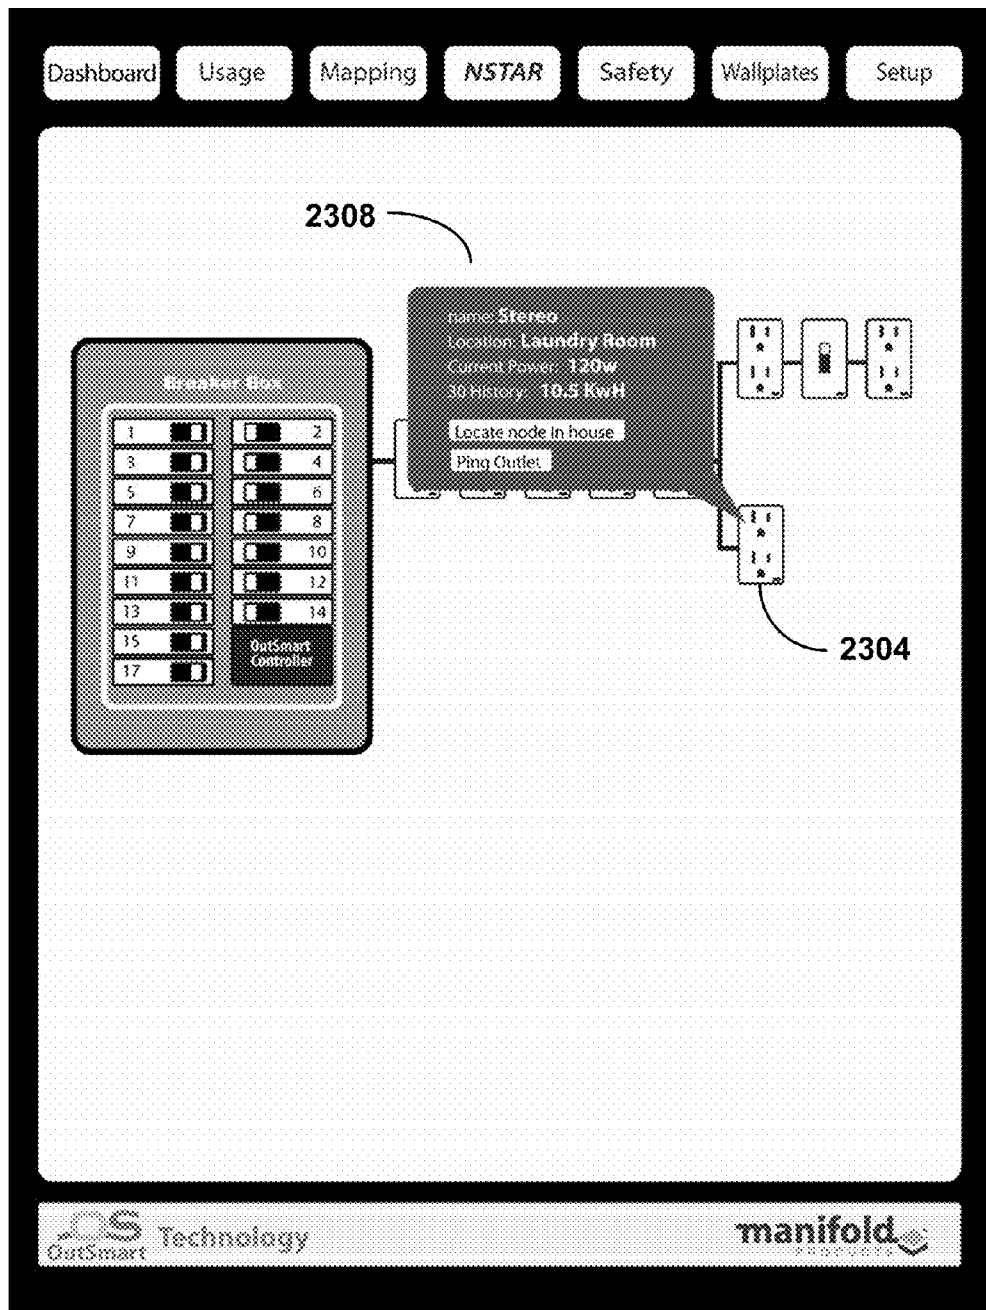 Dashboard Usage Mapping NSTAR Safety Wallplates Setup
2308
name: Stereo
Location: Laundry Room
Current Power: 120w
30 History: 10.5 KwH
Locate node in house
Ping Outlet
Breaker Box
1 2
3 4
5 6
7 8
9 10
11 12
13 14
15
17
OutSmart
Controller
2304
OS
OutSmart
Technology
manifold
PRODUCTS